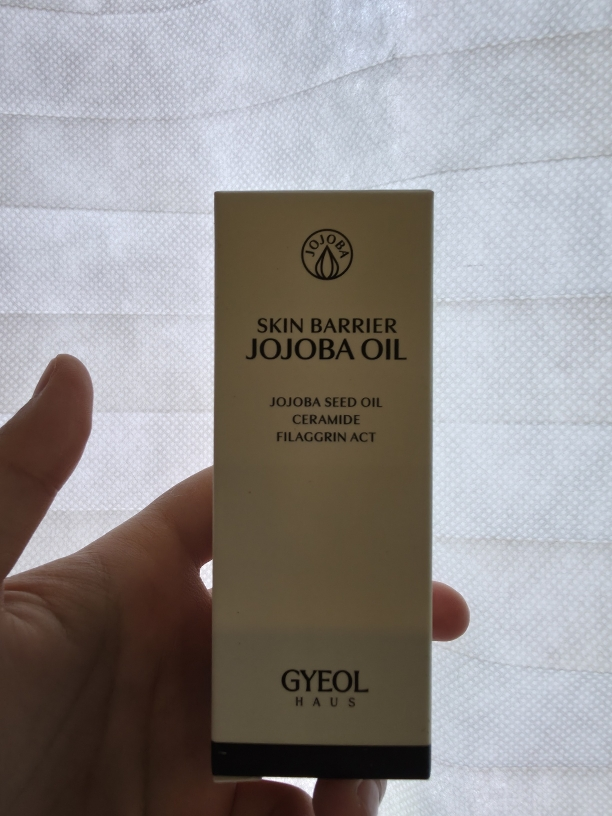 JOJOBA
SKIN BARRIER
JOJOBA OIL
JOJOBA SEED OIL
CERAMIDE
FILAGGRIN ACT
GYEOL
HAUS